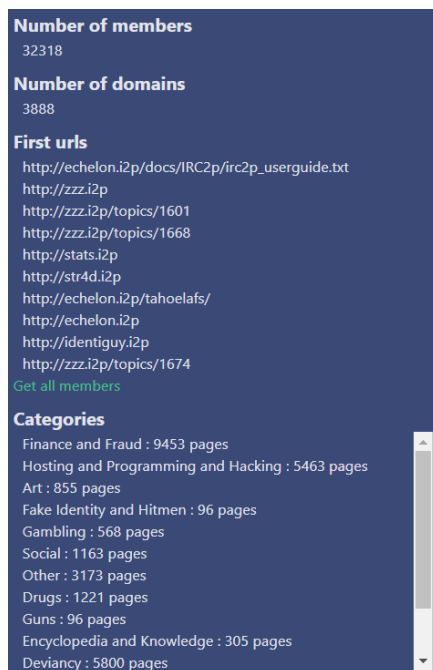 Number of members
32318
Number of domains
3888
First urls
http://echelon.i2p/docs/IRC2p/irc2p_userguide.txt
http://zzz.i2p
http://zzz.i2p/topics/1601
http://zzz.i2p/topics/1668
http://stats.i2p
http://str4d.i2p
http://echelon.i2p/tahoelafs/
http://echelon.i2p
http://identiguy.i2p
http://zzz.i2p/topics/1674
Get all members
Categories
Finance and Fraud : 9453 pages
Hosting and Programming and Hacking : 5463 pages
Art : 855 pages
Fake Identity and Hitmen : 96 pages
Gambling : 568 pages
Social : 1163 pages
Other : 3173 pages
Drugs : 1221 pages
Guns : 96 pages
Encyclopedia and Knowledge : 305 pages
Deviancy : 5800 pages